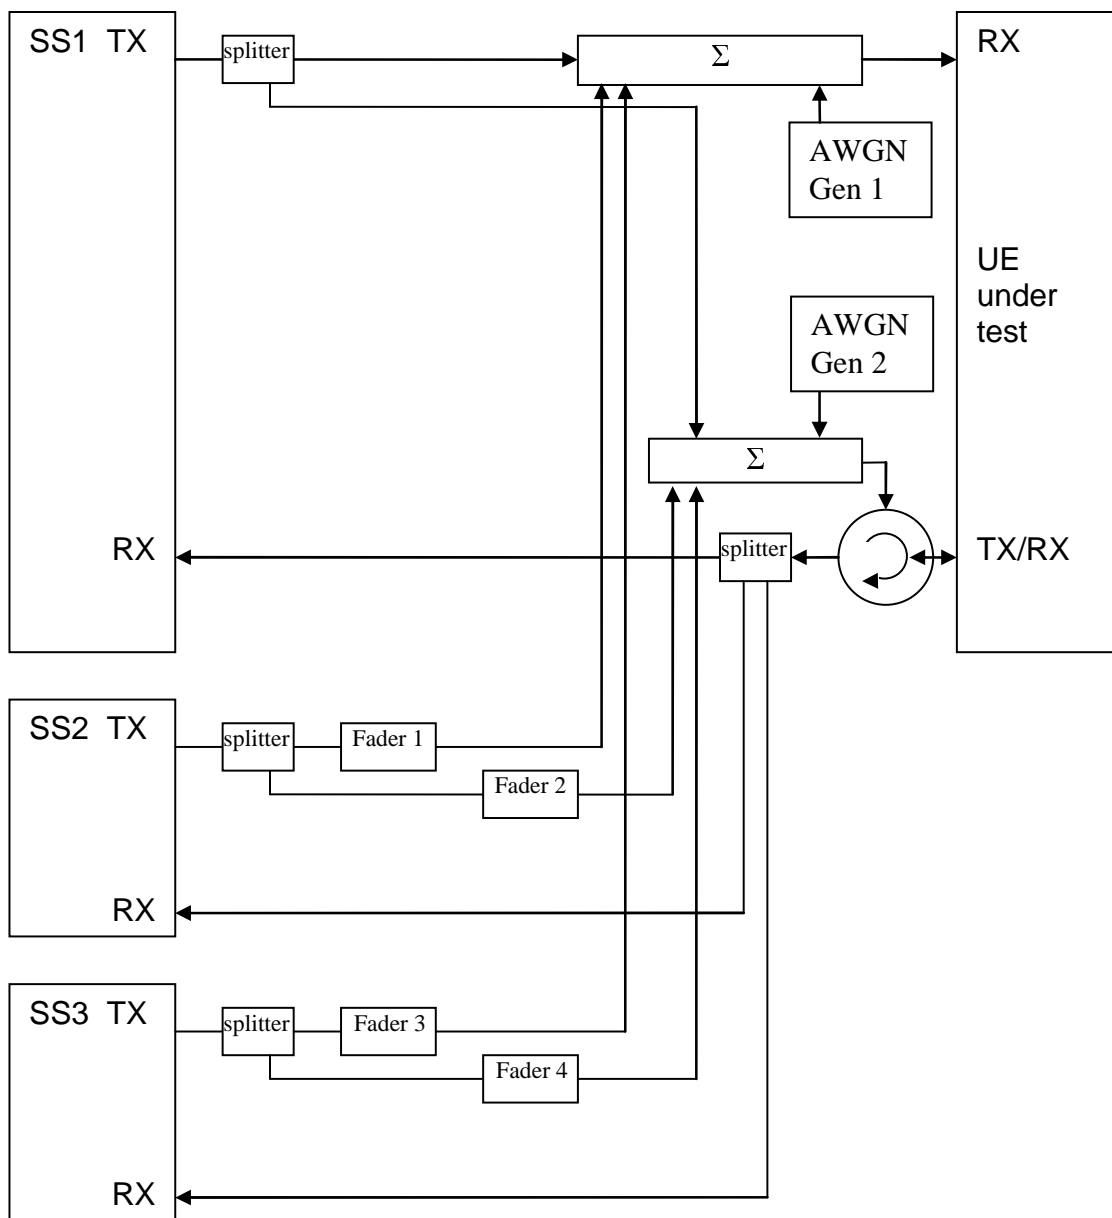 SS1 TX
splitter
Σ
RX
AWGN
Gen 1
UE
under
test
AWGN
Gen 2
Σ
RX
splitter
TX/RX
SS2 TX
splitter
Fader 1
Fader 2
RX
SS3 TX
splitter
Fader 3
Fader 4
RX